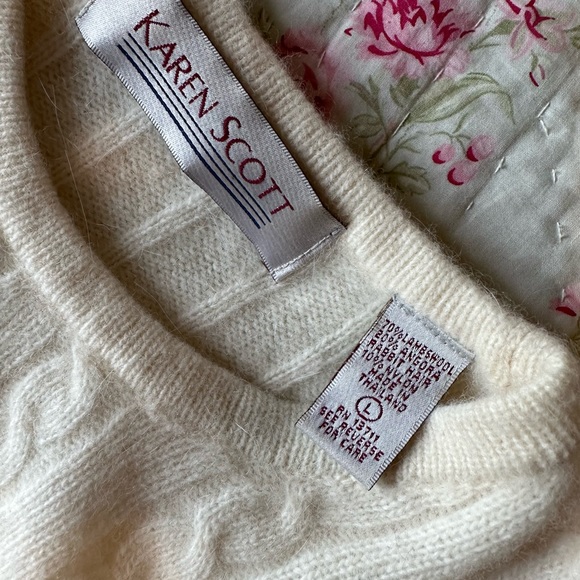 KAREN SCOTT
70% LAMBSWOOL
20% ANGORA
RABBIT HAIR
10% NYLON
MADE IN
THAILAND
L
RN 13711
SEE REVERSE
FOR CARE